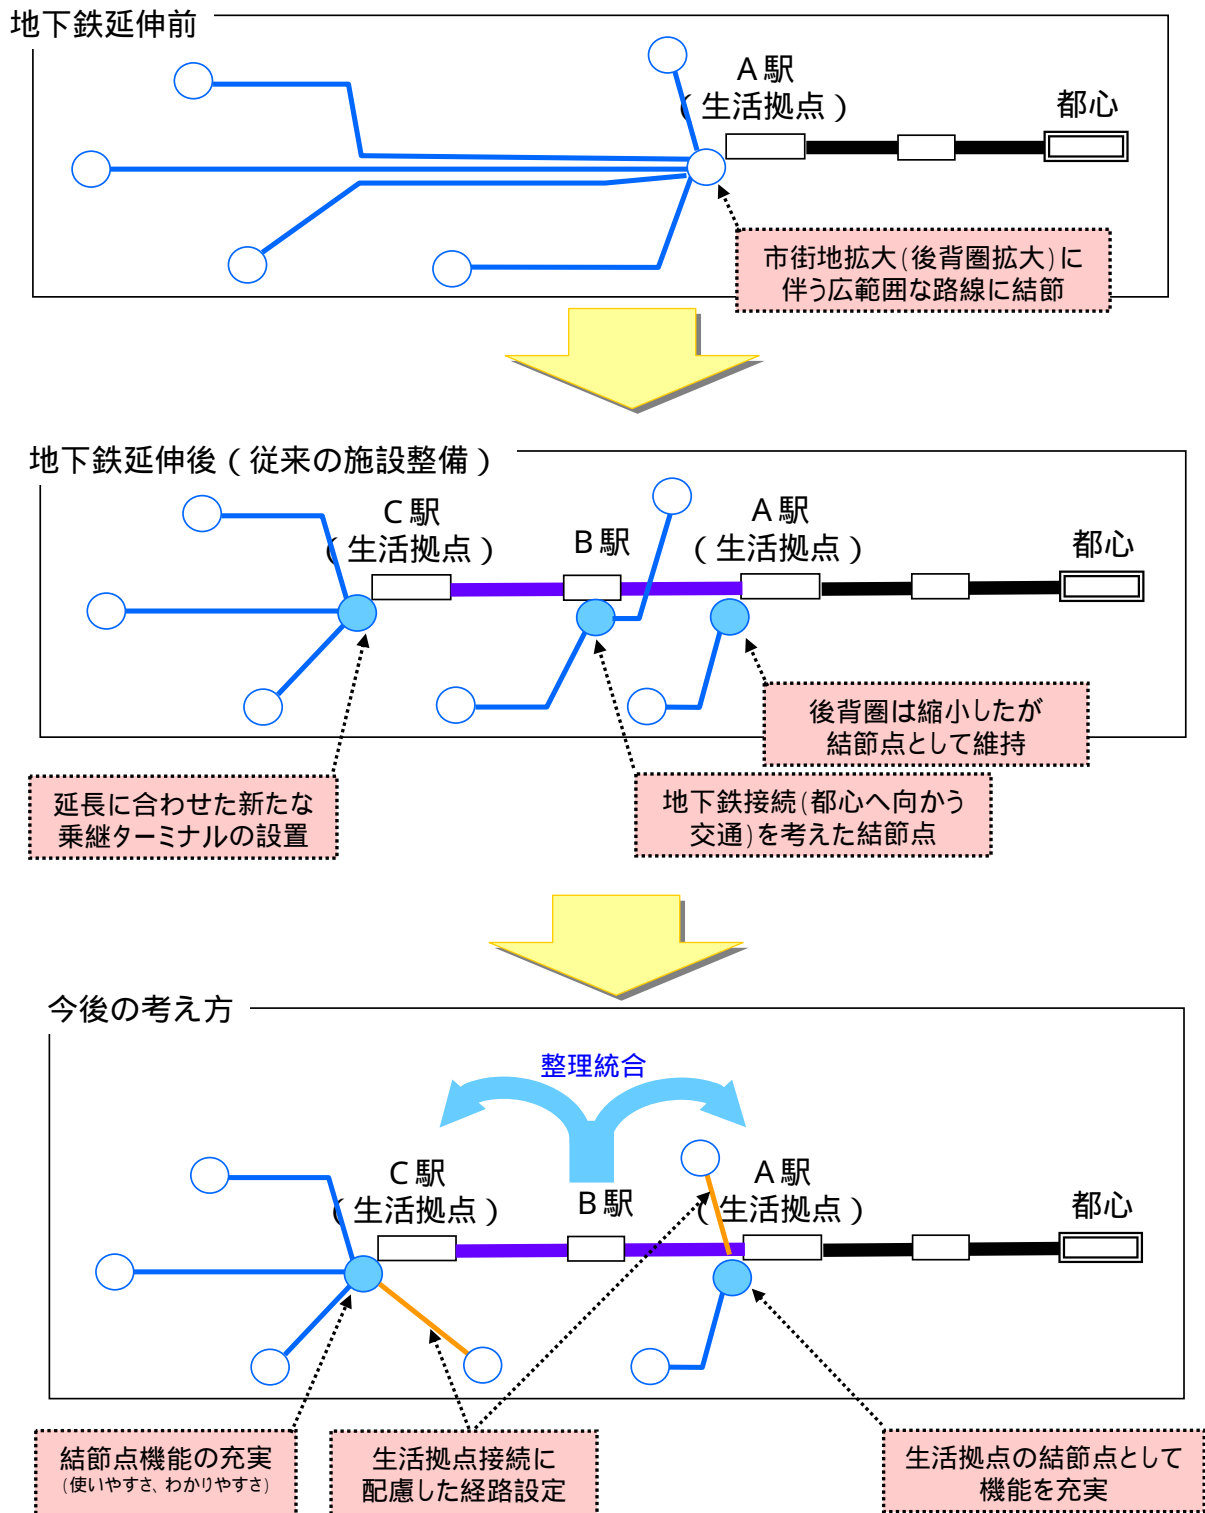 地下鉄延伸前
A駅
(生活拠点)
都心
市街地拡大(後背圏拡大)に
伴う広範囲な路線に結節
地下鉄延伸後(従来の施設整備)
C駅
(生活拠点)
B駅
A駅
(生活拠点)
都心
後背圏は縮小したが
結節点として維持
延長に合わせた新たな
乗継ターミナルの設置
地下鉄接続(都心へ向かう
交通)を考えた結節点
今後の考え方
整理統合
C駅
(生活拠点)
B駅
A駅
(生活拠点)
都心
結節点機能の充実
(使いやすさ、わかりやすさ)
生活拠点接続に
配慮した経路設定
生活拠点の結節点として
機能を充実